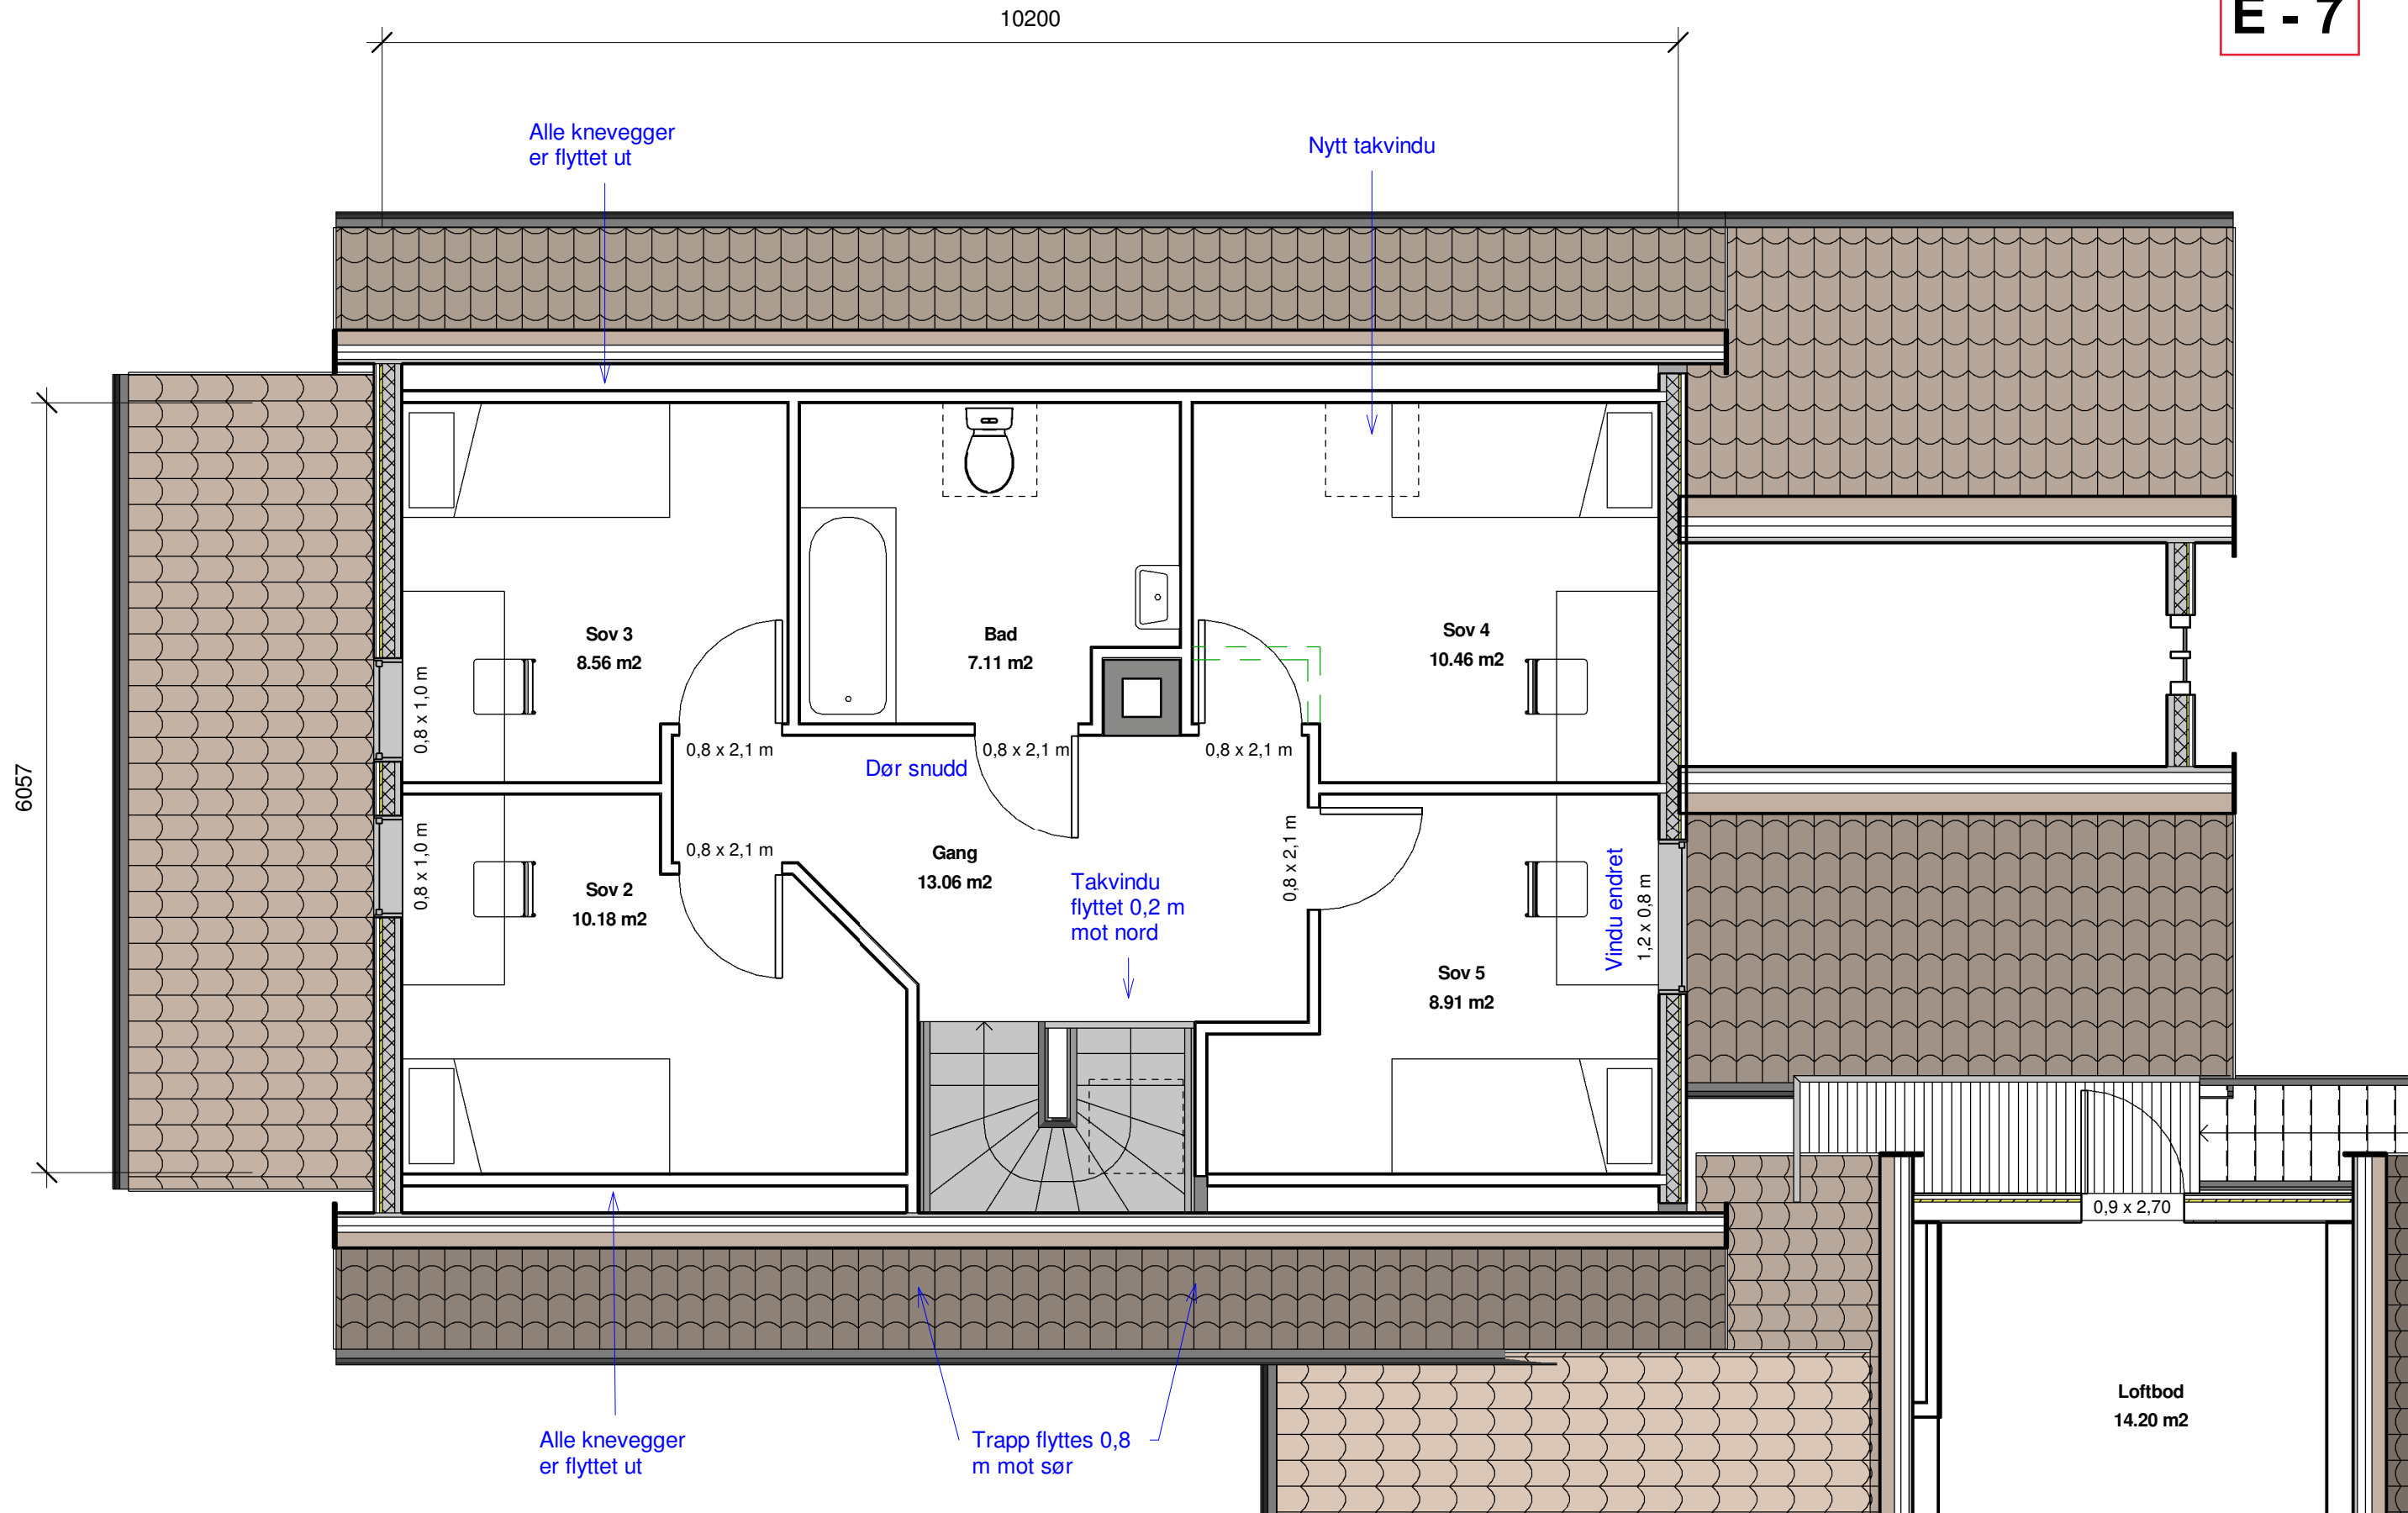 10200
E - 7
Alle knevegger
er flyttet ut
Nytt takvindu
6057
Sov 3
8.56 m2
Bad
7.11 m2
Sov 4
10.46 m2
0,8 x 1,0 m
0,8 x 2,1 m
0,8 x 2,1 m
0,8 x 2,1 m
Dør snudd
0,8 x 1,0 m
0,8 x 2,1 m
Gang
13.06 m2
0,8 x 2,1 m
Sov 2
10.18 m2
Takvindu
flyttet 0,2 m
mot nord
Vindu endret
1,2 x 0,8 m
Sov 5
8.91 m2
0,9 x 2,70
Loftbod
14.20 m2
Alle knevegger
er flyttet ut
Trapp flyttes 0,8
m mot sør